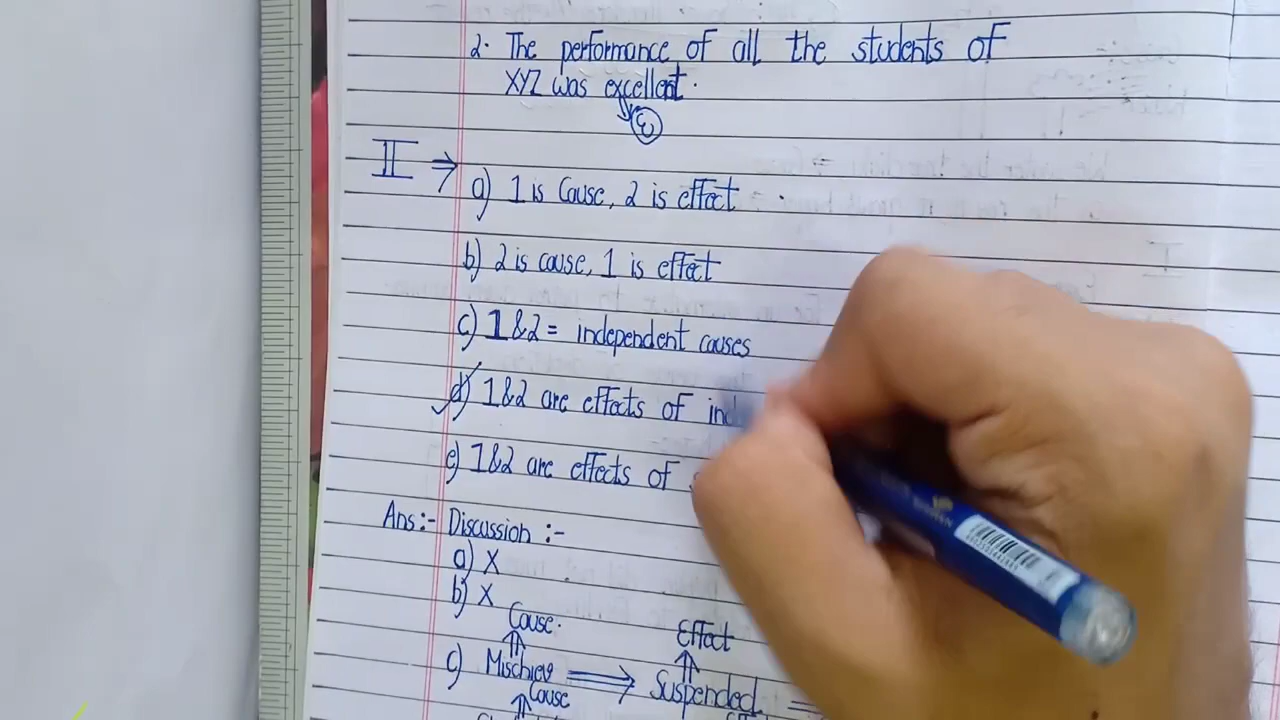 2. The performance of all the students of
XYZ was excellent.
E
II ⇒
a) 1 is Cause, 2 is effect
b) 2 is cause, 1 is effect
c) 1 & 2 = independent causes
d) 1 & 2 are effects of
e) 1 & 2 are effects of
Ans :- Discussion :-
a) X
b) X
Cause. Effect
c) Mischief ⇒ Suspended
Cause